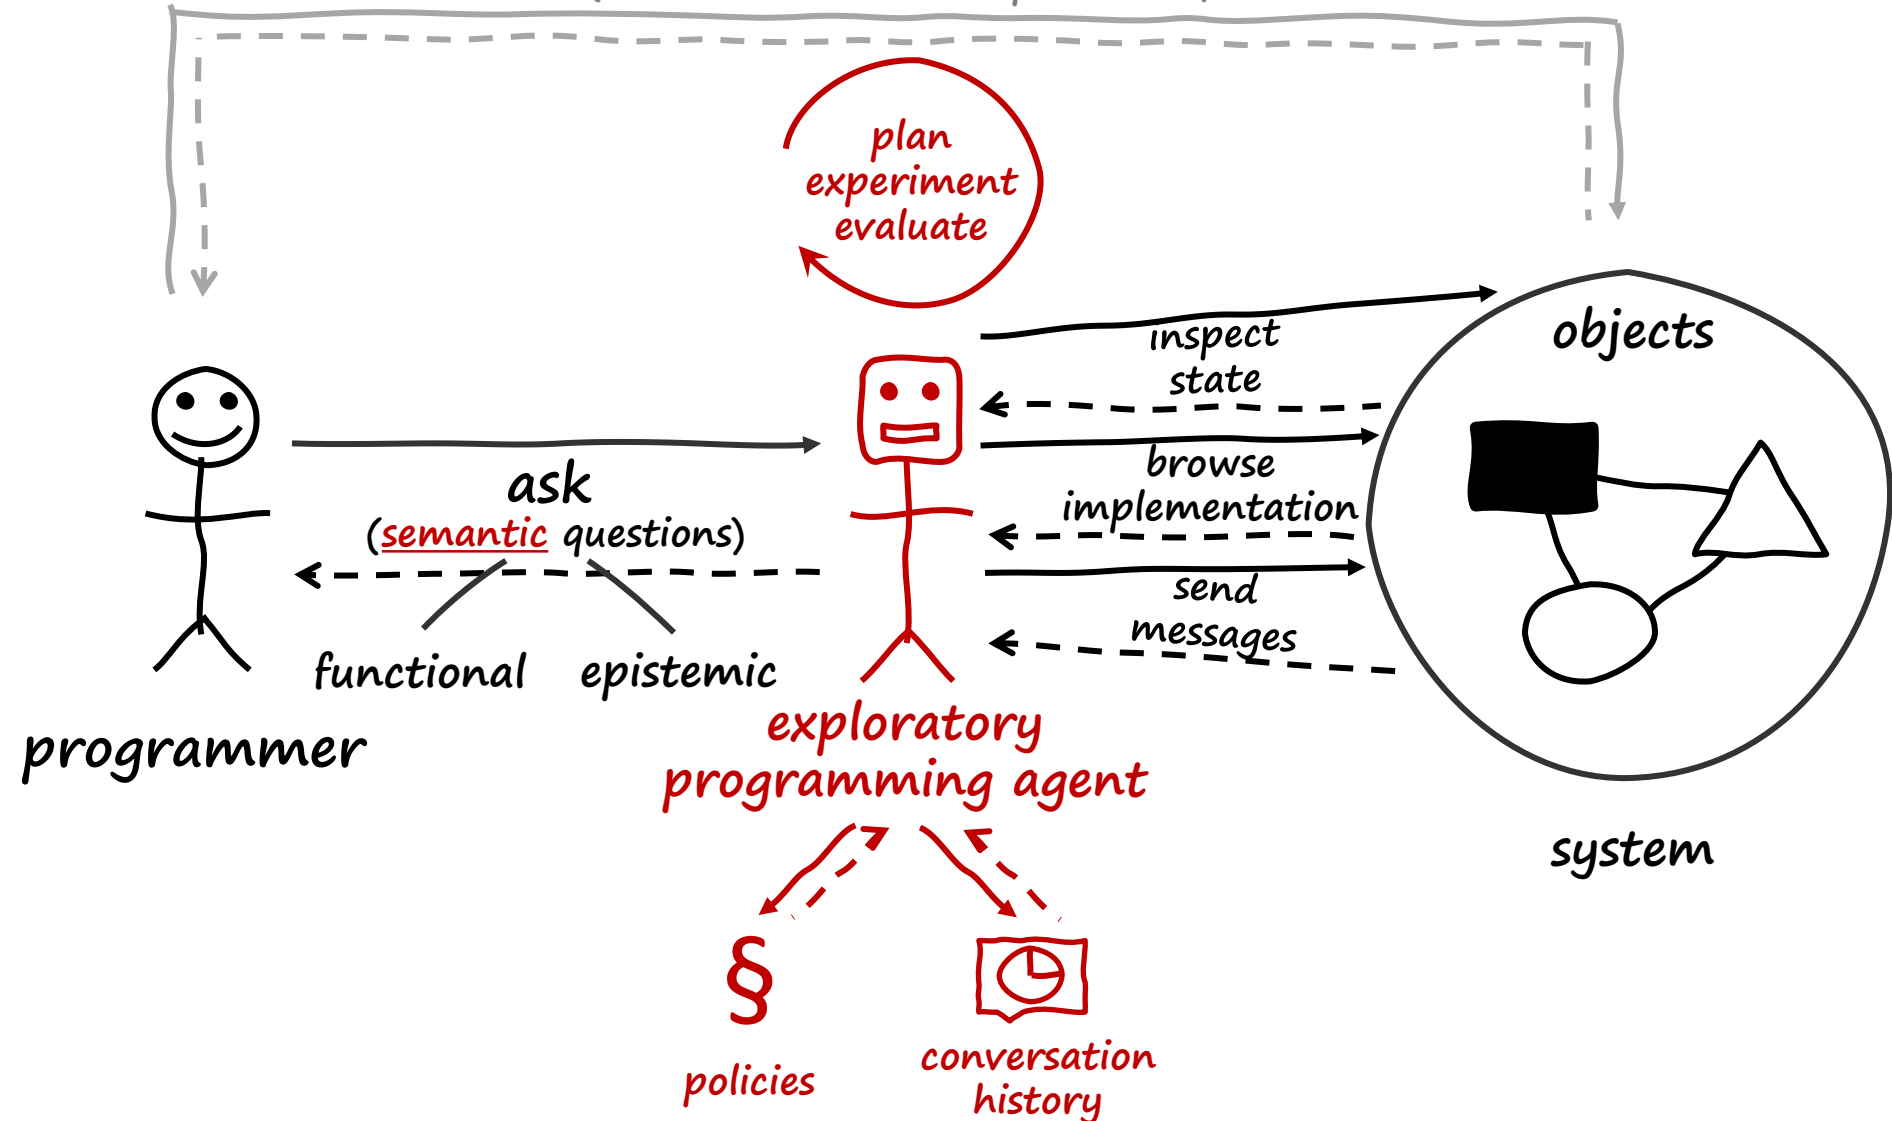 plan
experiment
evaluate
objects
inspect
state
ask
(semantic questions)
browse
implementation
send
messages
functional
epistemic
programmer
exploratory
programming agent
system
§
policies
conversation
history